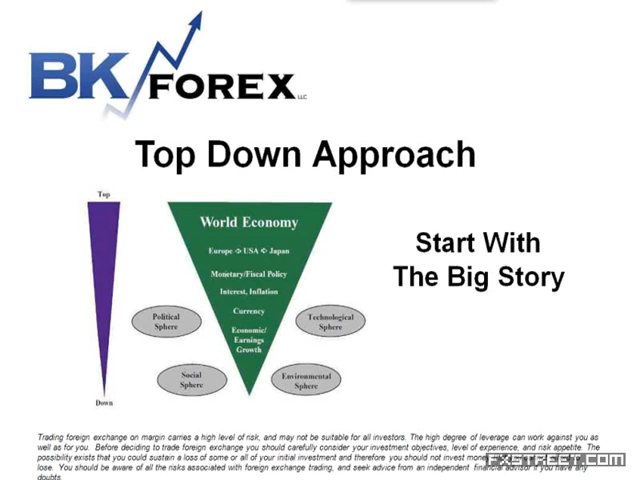 BK FOREX LLC
Top Down Approach
Top
World Economy
Europe ⇨ USA ⇦ Japan
Monetary/Fiscal Policy
Interest, Inflation
Currency
Economic/
Earnings
Growth
Political
Sphere
Technological
Sphere
Social
Sphere
Environmental
Sphere
Down
Start With
The Big Story
Trading foreign exchange on margin carries a high level of risk, and may not be suitable for all investors. The high degree of leverage can work against you as
well as for you. Before deciding to trade foreign exchange you should carefully consider your investment objectives, level of experience, and risk appetite. The
possibility exists that you could sustain a loss of some or all of your initial investment and therefore you should not invest
lose. You should be aware of all the risks associated with foreign exchange trading, and seek advice from an independent financial advisor if you have any
doubts.
FXSTREET.COM